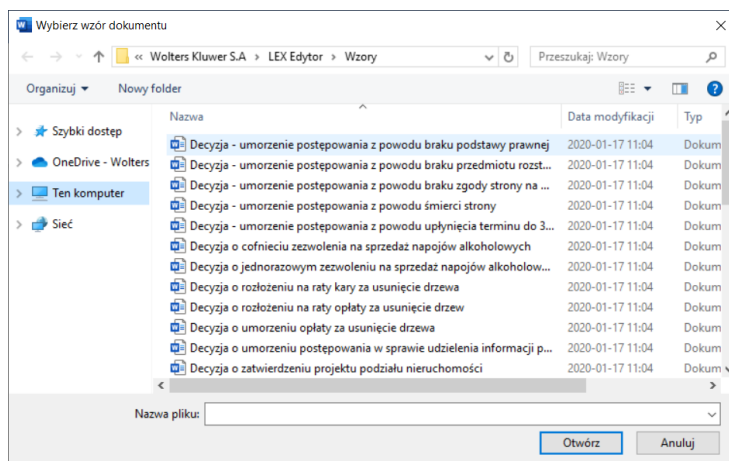 Wybierz wzór dokumentu
« Wolters Kluwer S.A > LEX Edytor > Wzory
Przeszukaj: Wzory
Organizuj Nowy folder
Nazwa Data modyfikacji Typ
Szybki dostęp
OneDrive - Wolters
Ten komputer
Sieć
Decyzja - umorzenie postępowania z powodu braku podstawy prawnej 2020-01-17 11:04 Dokum
Decyzja - umorzenie postępowania z powodu braku przedmiotu rozst... 2020-01-17 11:04 Dokum
Decyzja - umorzenie postępowania z powodu braku zgody strony na ... 2020-01-17 11:04 Dokum
Decyzja - umorzenie postępowania z powodu śmierci strony 2020-01-17 11:04 Dokum
Decyzja - umorzenie postępowania z powodu upłynięcia terminu do 3... 2020-01-17 11:04 Dokum
Decyzja o cofnieciu zezwolenia na sprzedaż napojów alkoholowych 2020-01-17 11:04 Dokum
Decyzja o jednorazowym zezwoleniu na sprzedaż napojów alkoholow... 2020-01-17 11:04 Dokum
Decyzja o rozłożeniu na raty kary za usunięcie drzewa 2020-01-17 11:04 Dokum
Decyzja o rozłożeniu na raty opłaty za usunięcie drzew 2020-01-17 11:04 Dokum
Decyzja o umorzeniu opłaty za usunięcie drzewa 2020-01-17 11:04 Dokum
Decyzja o umorzeniu postępowania w sprawie udzielenia informacji p... 2020-01-17 11:04 Dokum
Decyzja o zatwierdzeniu projektu podziału nieruchomości 2020-01-17 11:04 Dokum
Nazwa pliku:
Otwórz Anuluj